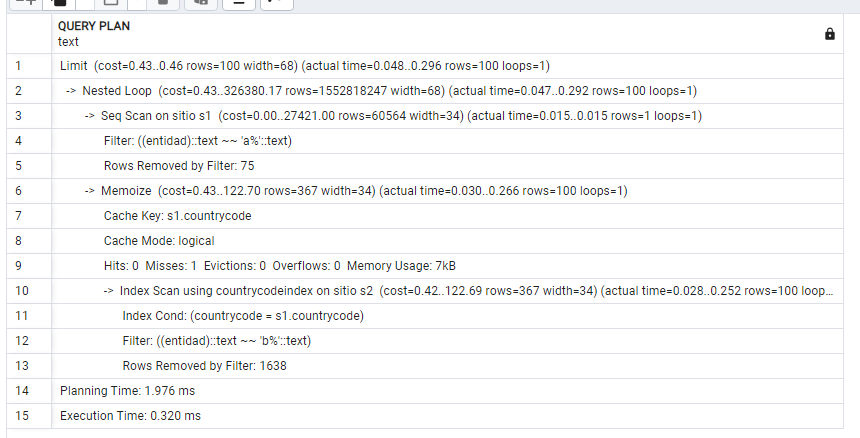 QUERY PLAN
text
1 Limit (cost=0.43..0.46 rows=100 width=68) (actual time=0.048..0.296 rows=100 loops=1)
2 -> Nested Loop (cost=0.43..326380.17 rows=1552818247 width=68) (actual time=0.047..0.292 rows=100 loops=1)
3 -> Seq Scan on sitio s1 (cost=0.00..27421.00 rows=60564 width=34) (actual time=0.015..0.015 rows=1 loops=1)
4 Filter: ((entidad)::text ~~ 'a%'::text)
5 Rows Removed by Filter: 75
6 -> Memoize (cost=0.43..122.70 rows=367 width=34) (actual time=0.030..0.266 rows=100 loops=1)
7 Cache Key: s1.countrycode
8 Cache Mode: logical
9 Hits: 0 Misses: 1 Evictions: 0 Overflows: 0 Memory Usage: 7kB
10 -> Index Scan using countrycodeindex on sitio s2 (cost=0.42..122.69 rows=367 width=34) (actual time=0.028..0.252 rows=100 loop...
11 Index Cond: (countrycode = s1.countrycode)
12 Filter: ((entidad)::text ~~ 'b%'::text)
13 Rows Removed by Filter: 1638
14 Planning Time: 1.976 ms
15 Execution Time: 0.320 ms